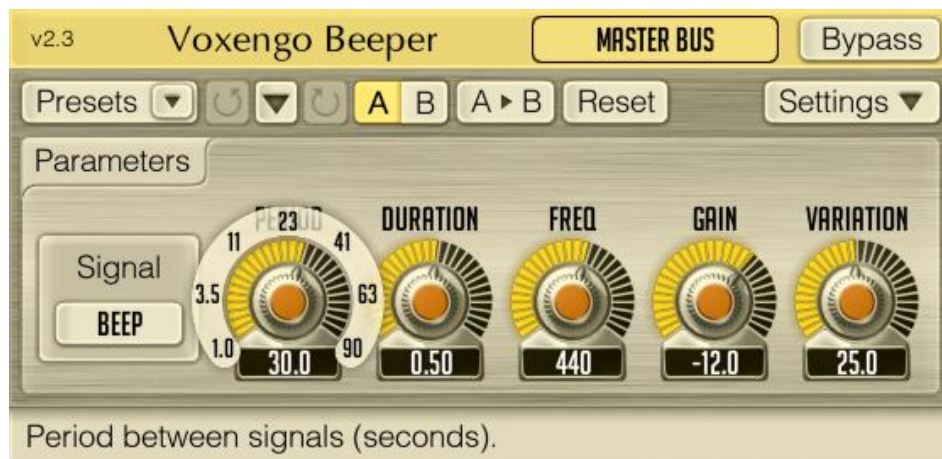 v2.3 Voxengo Beeper MASTER BUS Bypass
Presets A B A ▸ B Reset Settings
Parameters
PERIOD DURATION FREQ GAIN VARIATION
23
11 41
Signal
3.5 63
BEEP
1.0 90
30.0 0.50 440 -12.0 25.0
Period between signals (seconds).